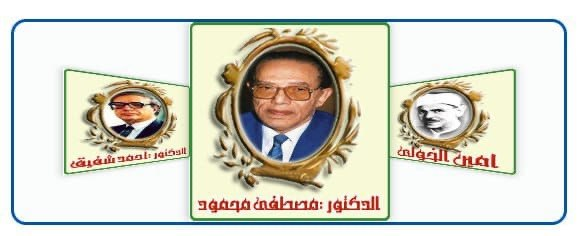 امين الخولى
الدكتور :مصطفى محمود
الدكتور :احمد شفيق